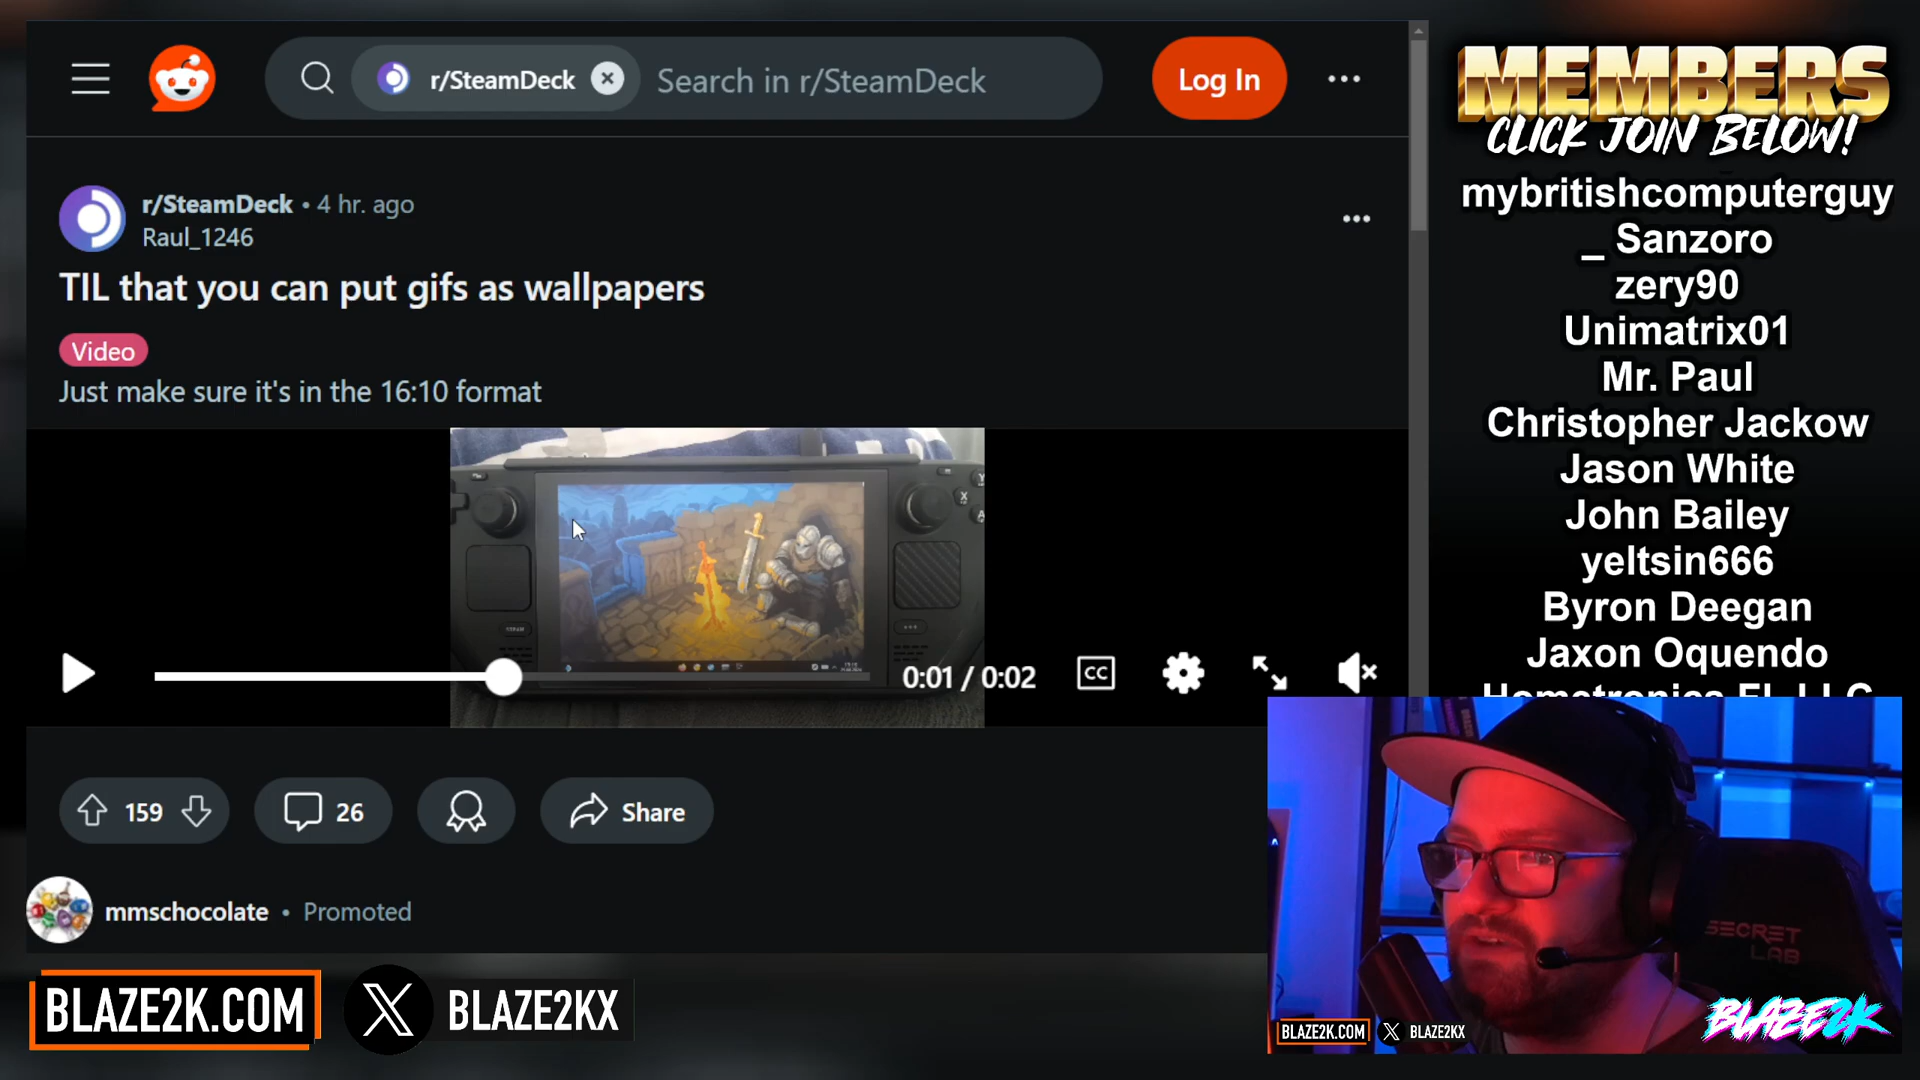 r/SteamDeck
Search in r/SteamDeck
Log In
r/SteamDeck • 4 hr. ago
Raul_1246
TIL that you can put gifs as wallpapers
Video
Just make sure it's in the 16:10 format
0:01 / 0:02
CC
159
26
Share
mmschocolate • Promoted
MEMBERS
CLICK JOIN BELOW!
mybritishcomputerguy
_ Sanzoro
zery90
Unimatrix01
Mr. Paul
Christopher Jackow
Jason White
John Bailey
yeltsin666
Byron Deegan
Jaxon Oquendo
SECRET
LAB
BLAZE2K.COM
X BLAZE2KX
BLAZE2K
BLAZE2K.COM X BLAZE2KX